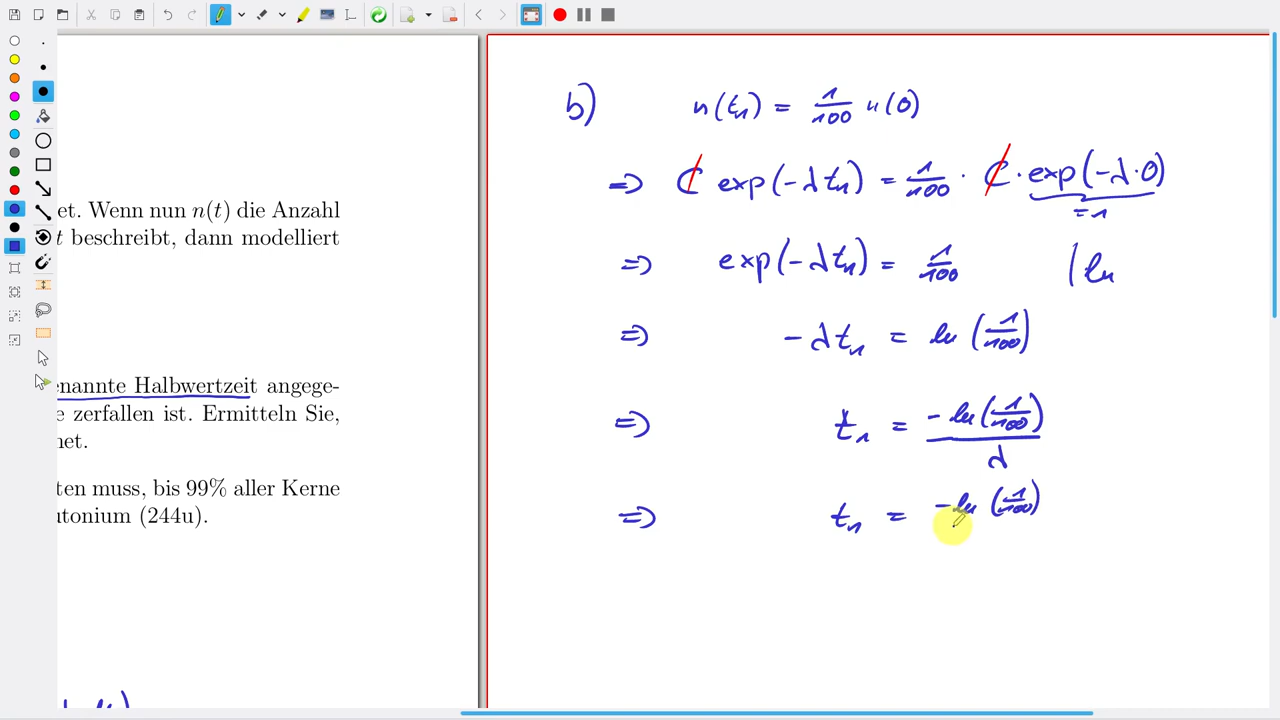 et. Wenn nun n(t) die Anzahl
t beschreibt, dann modelliert
enannte Halbwertzeit angege-
e zerfallen ist. Ermitteln Sie,
net.
ten muss, bis 99% aller Kerne
utonium (244u).
b) n(t₁) = 1/100 n(0)
⇒ C exp(-λt₁) = 1/100 · C · exp(-λ·0)
=1
⇒ exp(-λt₁) = 1/100 | ln
⇒ -λt₁ = ln(1/100)
⇒ t₁ = -ln(1/100)/λ
⇒ t₁ = -ln(1/100)